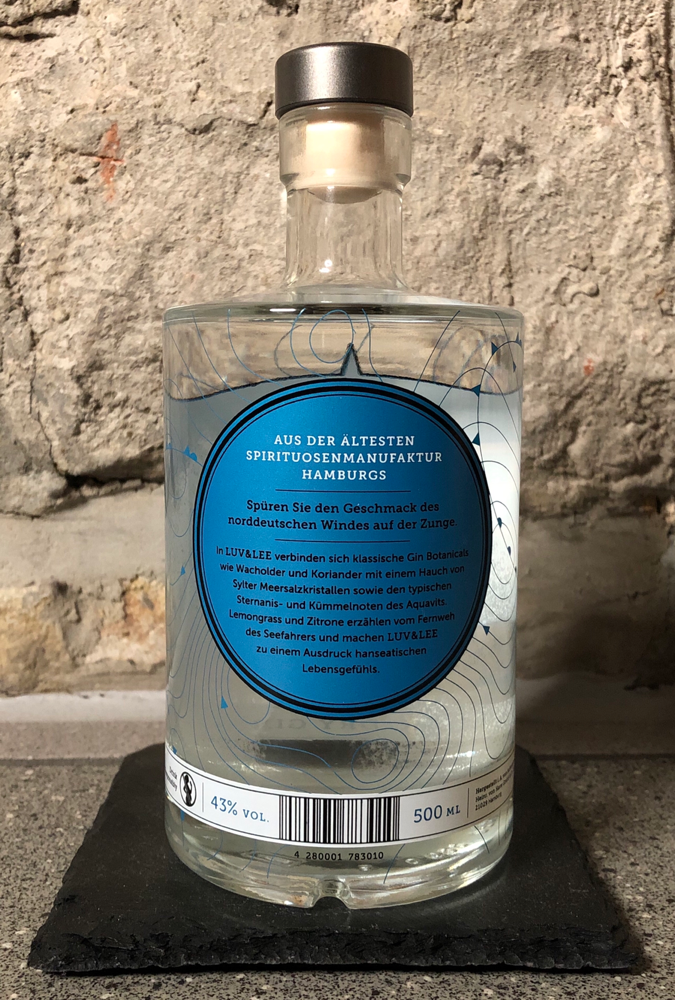 AUS DER ÄLTESTEN
SPIRITUOSENMANUFAKTUR
HAMBURGS
Spüren Sie den Geschmack des
norddeutschen Windes auf der Zunge.
In LUV&LEE verbinden sich klassische Gin Botanicals
wie Wacholder und Koriander mit einem Hauch von
Sylter Meersalzkristallen sowie den typischen
Sternanis- und Kümmelnoten des Aquavits.
Lemongrass und Zitrone erzählen vom Fernweh
des Seefahrers und machen LUV&LEE
zu einem Ausdruck hanseatischen
Lebensgefühls.
43% VOL.
500 ML
4 280001 783010